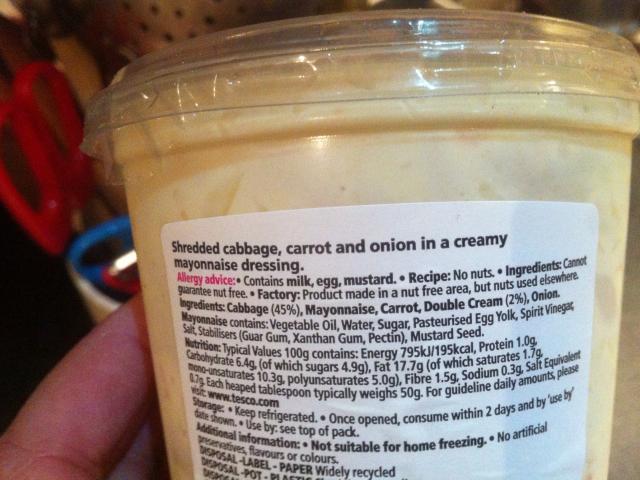 Shredded cabbage, carrot and onion in a creamy
mayonnaise dressing.
Allergy advice: • Contains milk, egg, mustard. • Recipe: No nuts. • Ingredients: Cannot
guarantee nut free. • Factory: Product made in a nut free area, but nuts used elsewhere.
Ingredients: Cabbage (45%), Mayonnaise, Carrot, Double Cream (2%), Onion.
Mayonnaise contains: Vegetable Oil, Water, Sugar, Pasteurised Egg Yolk, Spirit Vinegar,
Salt, Stabilisers (Guar Gum, Xanthan Gum, Pectin), Mustard Seed.
Nutrition: Typical Values 100g contains: Energy 795kJ/195kcal, Protein 1.0g,
Carbohydrate 6.4g, (of which sugars 4.9g), Fat 17.7g (of which saturates 1.7g,
mono-unsaturates 10.3g, polyunsaturates 5.0g), Fibre 1.5g, Sodium 0.3g, Salt Equivalent
0.7g. Each heaped tablespoon typically weighs 50g. For guideline daily amounts, please
visit: www.tesco.com
Storage: • Keep refrigerated. • Once opened, consume within 2 days and by 'use by'
date shown. • Use by: see top of pack.
Additional information: • Not suitable for home freezing. • No artificial
preservatives, flavours or colours.
DISPOSAL -LABEL - PAPER Widely recycled
DISPOSAL -POT - PLASTIC